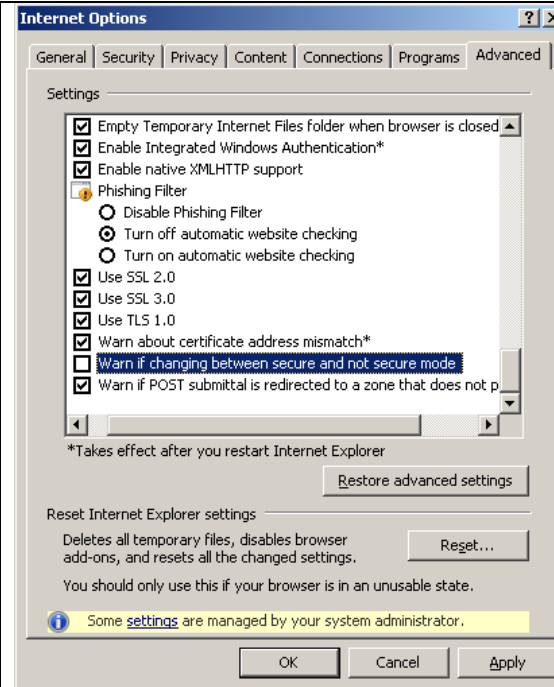 Internet Options
General Security Privacy Content Connections Programs Advanced
Settings
Empty Temporary Internet Files folder when browser is closed
Enable Integrated Windows Authentication*
Enable native XMLHTTP support
Phishing Filter
Disable Phishing Filter
Turn off automatic website checking
Turn on automatic website checking
Use SSL 2.0
Use SSL 3.0
Use TLS 1.0
Warn about certificate address mismatch*
Warn if changing between secure and not secure mode
Warn if POST submittal is redirected to a zone that does not p
*Takes effect after you restart Internet Explorer
Restore advanced settings
Reset Internet Explorer settings
Deletes all temporary files, disables browser
add-ons, and resets all the changed settings.
Reset...
You should only use this if your browser is in an unusable state.
Some settings are managed by your system administrator.
OK Cancel Apply